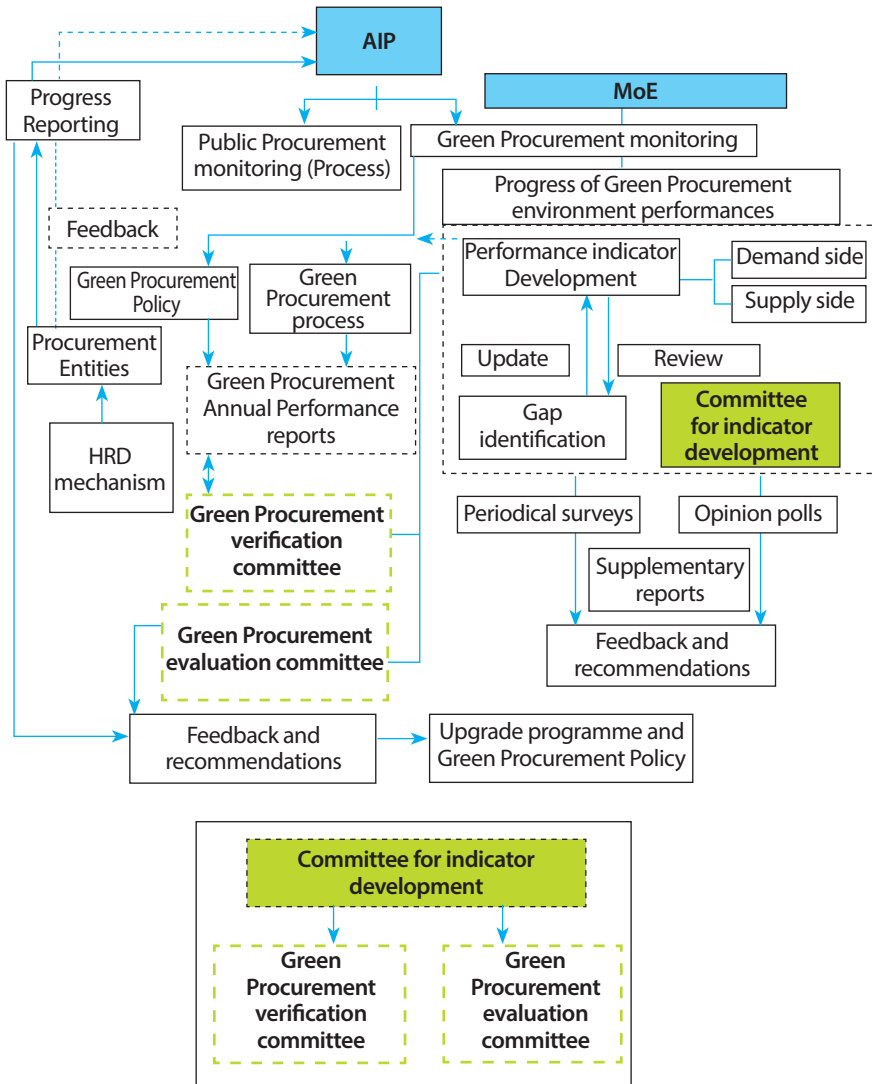 AIP
MoE
Progress
Reporting
Public Procurement
monitoring (Process)
Green Procurement monitoring
Progress of Green Procurement
environment performances
Feedback
Performance indicator
Development
Demand side
Supply side
Green Procurement
Policy
Green
Procurement
process
Procurement
Entities
Update
Review
Green Procurement
Annual Performance
reports
Gap
identification
Committee
for indicator
development
HRD
mechanism
Green Procurement
verification
committee
Periodical surveys
Opinion polls
Supplementary
reports
Green Procurement
evaluation committee
Feedback and
recommendations
Feedback and
recommendations
Upgrade programme and
Green Procurement Policy
Committee for indicator
development
Green
Procurement
verification
committee
Green
Procurement
evaluation
committee